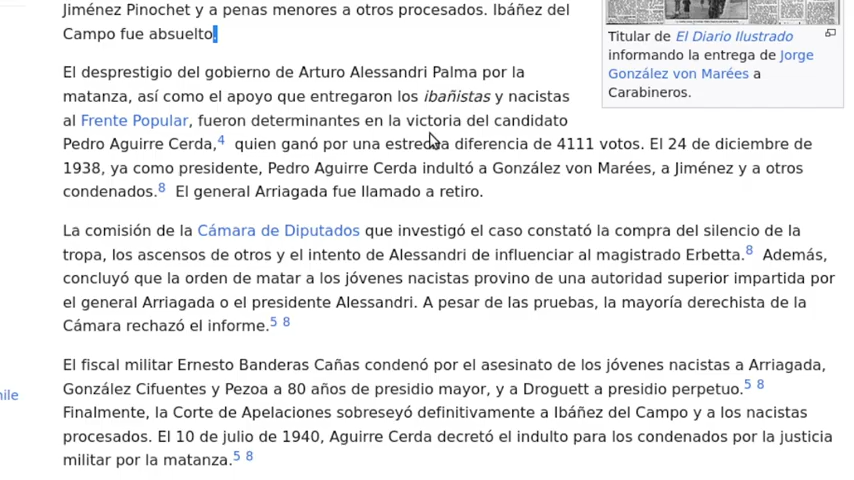 Jiménez Pinochet y a penas menores a otros procesados. Ibáñez del
Campo fue absuelto.
El desprestigio del gobierno de Arturo Alessandri Palma por la
matanza, así como el apoyo que entregaron los ibañistas y nacistas
al Frente Popular, fueron determinantes en la victoria del candidato
Pedro Aguirre Cerda,4 quien ganó por una estrecha diferencia de 4111 votos. El 24 de diciembre de
1938, ya como presidente, Pedro Aguirre Cerda indultó a González von Marées, a Jiménez y a otros
condenados.8 El general Arriagada fue llamado a retiro.
La comisión de la Cámara de Diputados que investigó el caso constató la compra del silencio de la
tropa, los ascensos de otros y el intento de Alessandri de influenciar al magistrado Erbetta.8 Además,
concluyó que la orden de matar a los jóvenes nacistas provino de una autoridad superior impartida por
el general Arriagada o el presidente Alessandri. A pesar de las pruebas, la mayoría derechista de la
Cámara rechazó el informe.5 8
El fiscal militar Ernesto Banderas Cañas condenó por el asesinato de los jóvenes nacistas a Arriagada,
González Cifuentes y Pezoa a 80 años de presidio mayor, y a Droguett a presidio perpetuo.5 8
Finalmente, la Corte de Apelaciones sobreseyó definitivamente a Ibáñez del Campo y a los nacistas
procesados. El 10 de julio de 1940, Aguirre Cerda decretó el indulto para los condenados por la justicia
militar por la matanza.5 8
Titular de El Diario Ilustrado
informando la entrega de Jorge
González von Marées a
Carabineros.